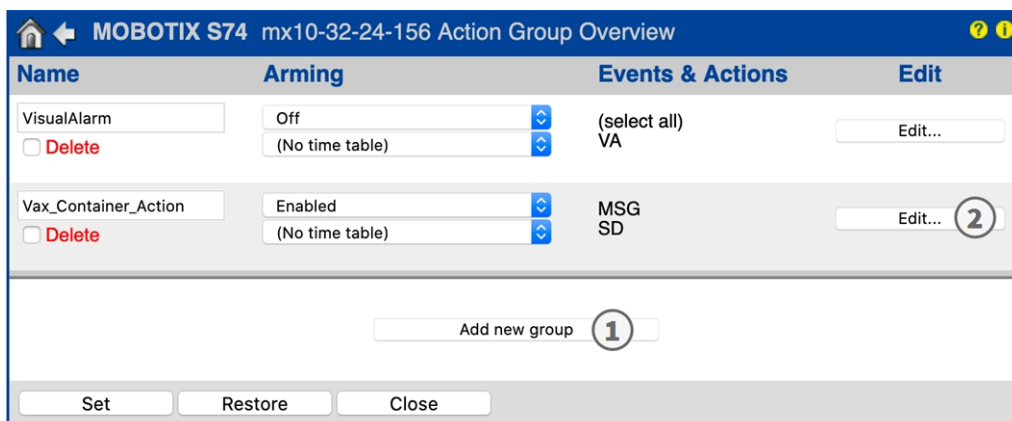 MOBOTIX S74 mx10-32-24-156 Action Group Overview ? i
Name Arming Events & Actions Edit
VisualAlarm Off (select all) Edit...
Delete (No time table) VA
Vax_Container_Action Enabled MSG Edit... 2
Delete (No time table) SD
Add new group 1
Set Restore Close